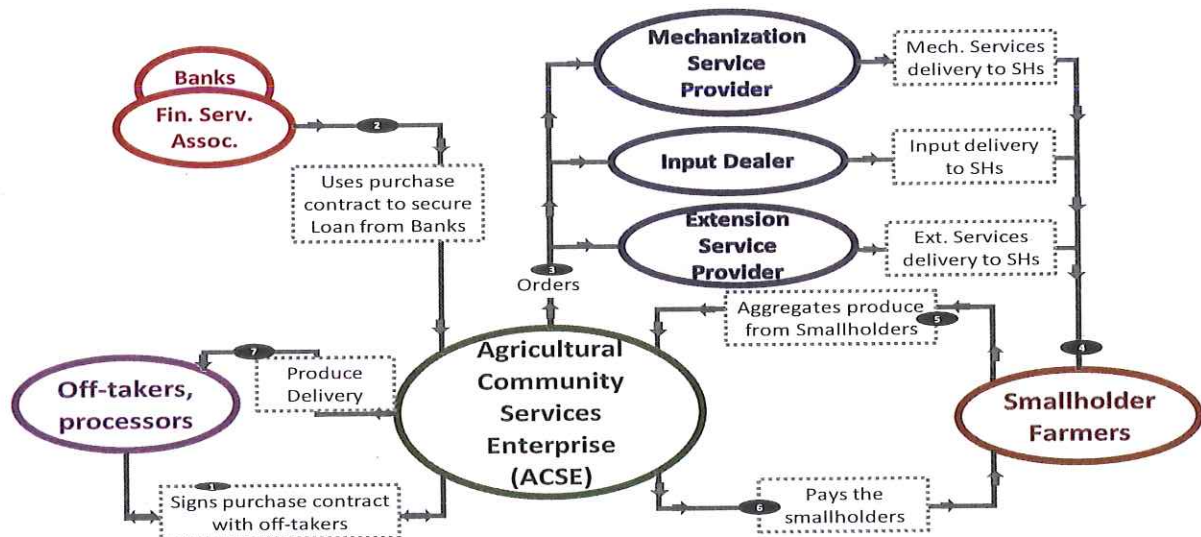 Banks
Fin. Serv.
Assoc.
2
Uses purchase
contract to secure
Loan from Banks
Mechanization
Service
Provider
Mech. Services
delivery to SHs
Input Dealer
Input delivery
to SHs
Extension
Service
Provider
Ext. Services
delivery to SHs
3
Orders
Aggregates produce
from Smallholders
5
4
7
Produce
Delivery
Off-takers,
processors
Agricultural
Community
Services
Enterprise
(ACSE)
Smallholder
Farmers
1
Signs purchase contract
with off-takers
6
Pays the
smallholders